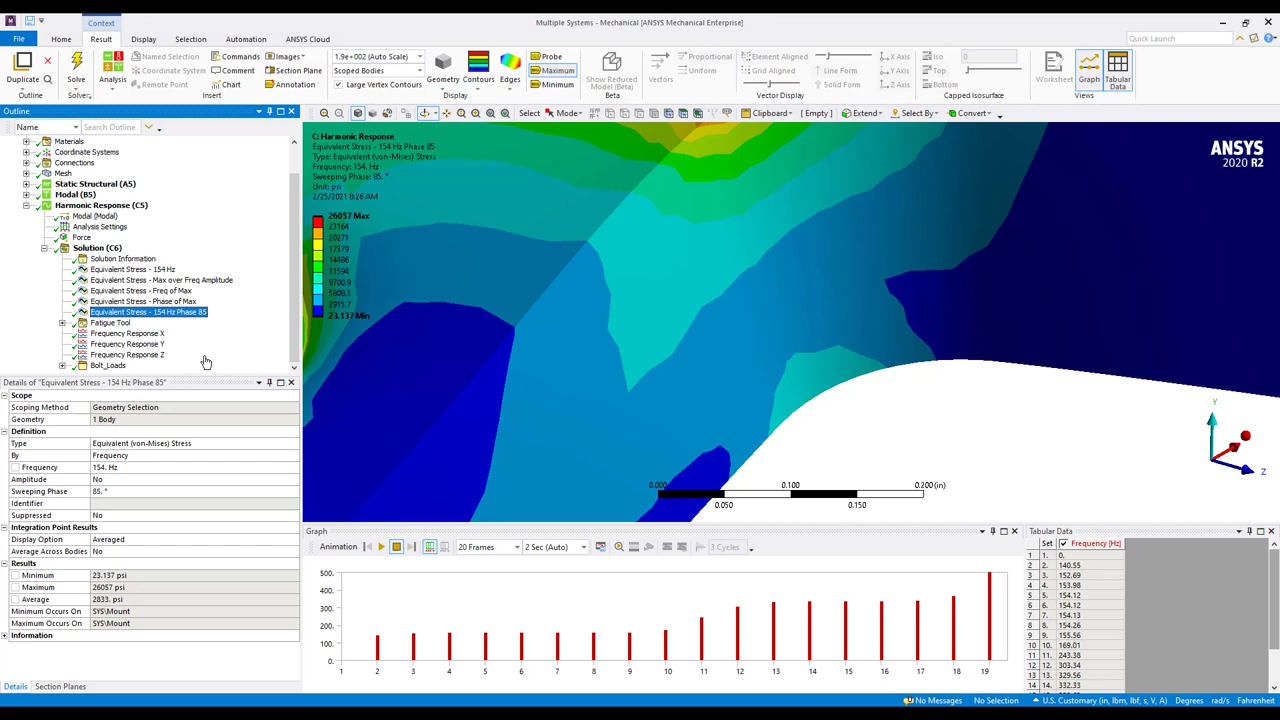 Context
Multiple Systems - Mechanical [ANSYS Mechanical Enterprise]
File Home Result Display Selection Automation ANSYS Cloud
Quick Launch
Duplicate
Outline
Solve
Solver
Analysis
Named Selection
Coordinate System
Remote Point
Commands
Comment
Chart
Images
Section Plane
Annotation
Insert
1.9e+002 (Auto Scale)
Scoped Bodies
Large Vertex Contours
Geometry
Contours
Edges
Display
Probe
Maximum
Minimum
Show Reduced
Model (Beta)
Beta
Vectors
Proportional
Uniform
Element Aligned
Grid Aligned
Line Form
Solid Form
X Axis
Y Axis
Z Axis
Vector Display
Iso
Top
Bottom
0
Capped Isosurface
Worksheet
Graph
Tabular
Data
Views
Outline
Name
Search Outline
Select Mode
Clipboard [ Empty ] Extend Select By Convert
Materials
Coordinate Systems
Connections
Mesh
Static Structural (A5)
Modal (B5)
Harmonic Response (C5)
Modal (Modal)
Analysis Settings
Force
Solution (C6)
Solution Information
Equivalent Stress - 154 Hz
Equivalent Stress - Max over Freq Amplitude
Equivalent Stress - Freq of Max
Equivalent Stress - Phase of Max
Equivalent Stress - 154 Hz Phase 85
Fatigue Tool
Frequency Response X
Frequency Response Y
Frequency Response Z
Bolt_Loads
Details of "Equivalent Stress - 154 Hz Phase 85"
Scope
Scoping Method Geometry Selection
Geometry 1 Body
Definition
Type Equivalent (von-Mises) Stress
By Frequency
Frequency 154. Hz
Amplitude No
Sweeping Phase 85. °
Identifier
Suppressed No
Integration Point Results
Display Option Averaged
Average Across Bodies No
Results
Minimum 23.137 psi
Maximum 26057 psi
Average 2833. psi
Minimum Occurs On SYS\Mount
Maximum Occurs On SYS\Mount
Information
Details Section Planes
C: Harmonic Response
Equivalent Stress - 154 Hz Phase 85
Type: Equivalent (von-Mises) Stress
Frequency: 154. Hz
Sweeping Phase: 85. °
Unit: psi
2/25/2021 8:26 AM
26057 Max
23164
20271
17379
14486
11594
8700.9
5808.3
2915.7
23.137 Min
ANSYS
2020 R2
Y
Z
0.000 0.100 0.200 (in)
0.050 0.150
Graph
Animation 20 Frames 2 Sec (Auto) 3 Cycles
500.
400.
300.
200.
100.
0.
1 2 3 4 5 6 7 8 9 10 11 12 13 14 15 16 17 18 19
Tabular Data
Set Frequency [Hz]
1 1. 0.
2 2. 140.55
3 3. 152.69
4 4. 153.98
5 5. 154.12
6 6. 154.12
7 7. 154.13
8 8. 154.26
9 9. 155.56
10 10. 169.01
11 11. 243.38
12 12. 303.34
13 13. 329.56
14 14. 332.33
No Messages No Selection U.S. Customary (in, lbm, lbf, s, V, A) Degrees rad/s Fahrenheit